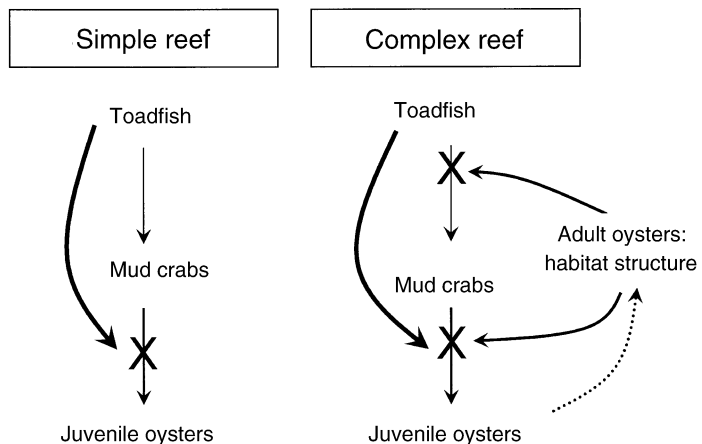 Simple reef
Complex reef
Toadfish
Mud crabs
X
Juvenile oysters
Toadfish
X
Adult oysters:
habitat structure
Mud crabs
X
Juvenile oysters